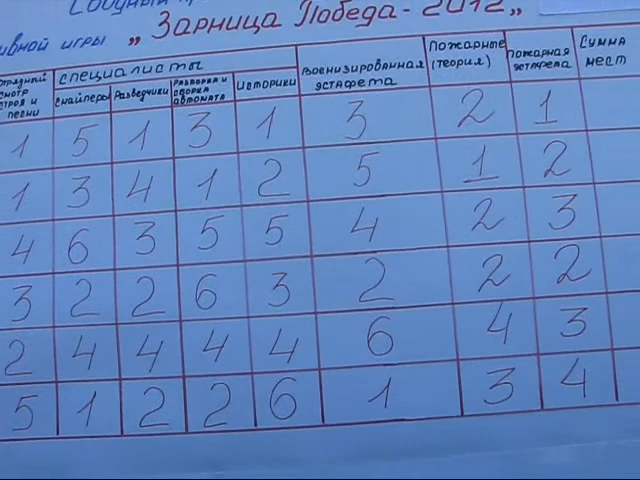 Зарница Победа - 2012"
игры
специалисты
Снайперы Разведчики Разборка и сборка автомата Историки Военизированная эстафета Пожарные (теория) Пожарная эстафета Сумма мест
смотр строя и песни
1 5 1 3 1 3 2 1
1 3 4 1 2 5 1 2
4 6 3 5 5 4 2 3
3 2 2 6 3 2 2 2
2 4 4 4 4 6 4 3
5 1 2 2 6 1 3 4